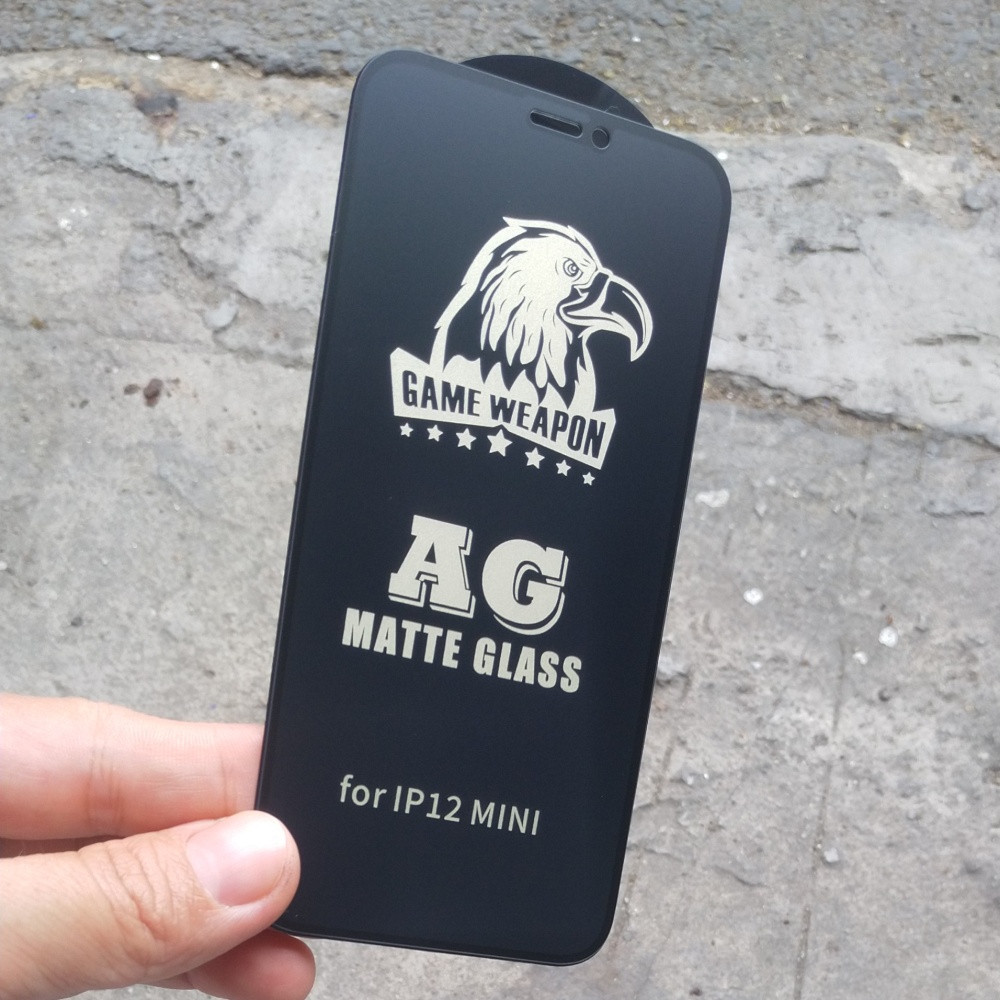 GAME WEAPON
AG
MATTE GLASS
for IP12 MINI